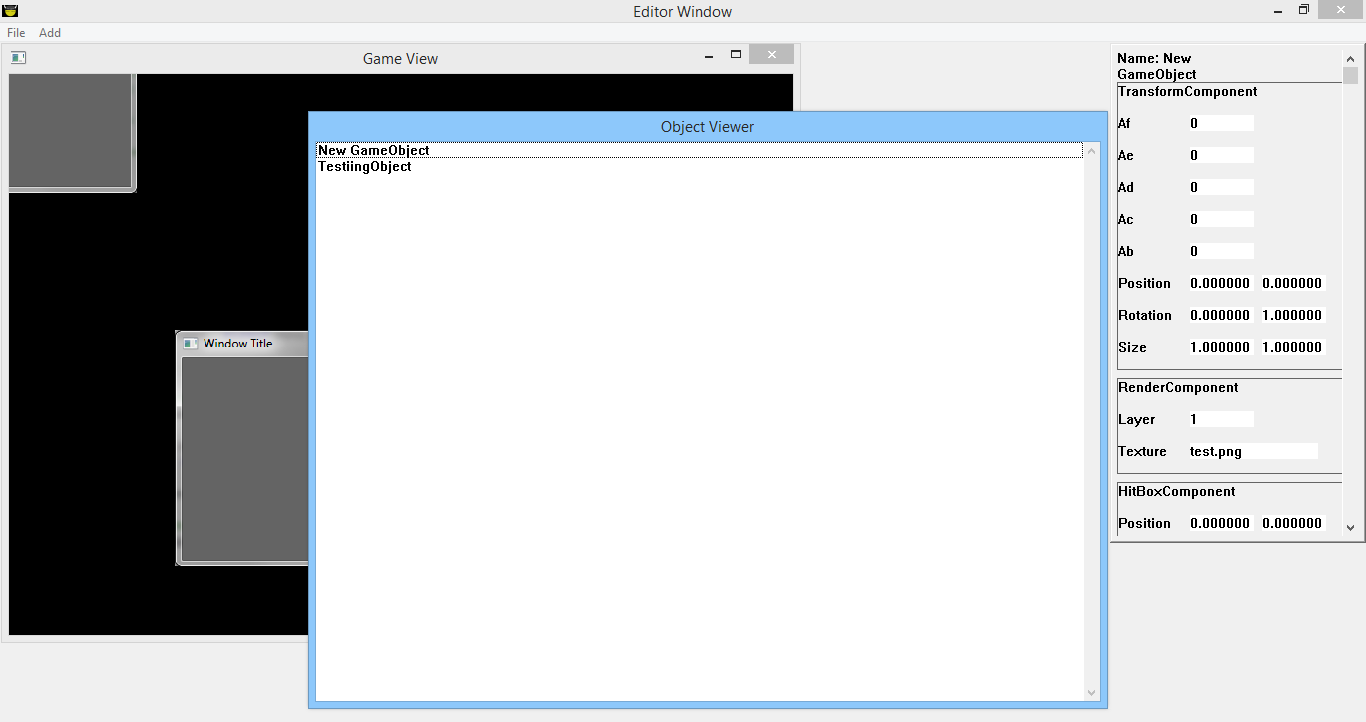 Editor Window
File Add
Game View
Object Viewer
New GameObject
TestiingObject
Window Title
Name: New
GameObject
TransformComponent
Af 0
Ae 0
Ad 0
Ac 0
Ab 0
Position 0.000000 0.000000
Rotation 0.000000 1.000000
Size 1.000000 1.000000
RenderComponent
Layer 1
Texture test.png
HitBoxComponent
Position 0.000000 0.000000